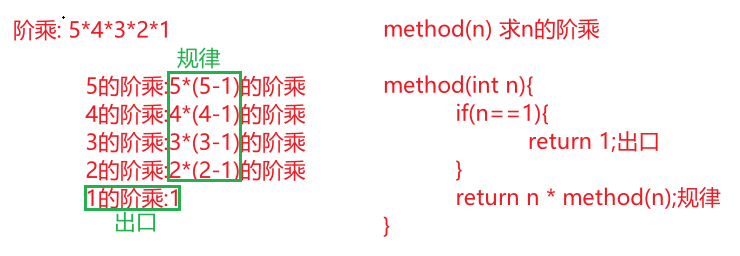 阶乘: 5*4*3*2*1
规律
5的阶乘:5*(5-1)的阶乘
4的阶乘:4*(4-1)的阶乘
3的阶乘:3*(3-1)的阶乘
2的阶乘:2*(2-1)的阶乘
1的阶乘:1
出口
method(n) 求n的阶乘
method(int n){
if(n==1){
return 1;出口
}
return n * method(n);规律
}